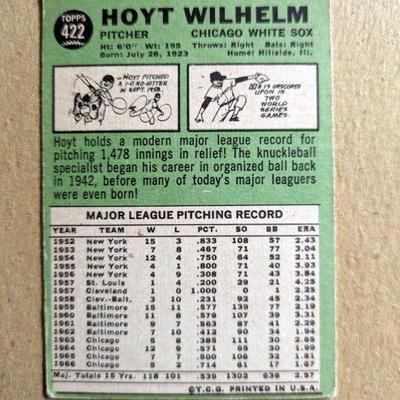 TOPPS
422
HOYT WILHELM
PITCHER CHICAGO WHITE SOX
Ht: 6'0" Wt: 195 Throws: Right Bats: Right
Born: July 26, 1923 Home: Hillside, Ill.
HOYT PITCHED
A 1-0 NO-HITTER
IN SEPT. 1958.
IS UNSCORED
UPON IN
TWO
WORLD
SERIES
GAMES.
Hoyt holds a modern major league record for
pitching 1,478 innings in relief! The knuckleball
specialist began his career in organized ball back
in 1942, before many of today's major leaguers
were even born!
MAJOR LEAGUE PITCHING RECORD
YEAR TEAM W L PCT. SO BB ERA
1952 New York 15 3 .833 108 57 2.43
1953 New York 7 8 .467 71 77 3.04
1954 New York 12 4 .750 64 52 2.11
1955 New York 4 1 .800 71 40 3.93
1956 New York 4 9 .308 71 43 3.84
1957 St. Louis 1 4 .200 29 21 4.25
1957 Cleveland 1 0 1.000 0 2.25
1958 Clev.-Balt. 3 10 .231 92 45 2.34
1959 Baltimore 15 11 .577 139 77 2.19
1960 Baltimore 11 8 .579 107 39 3.31
1961 Baltimore 9 7 .563 87 41 2.29
1962 Baltimore 7 10 .412 90 34 1.94
1963 Chicago 5 8 .385 111 30 2.64
1964 Chicago 12 9 .571 95 30 1.99
1965 Chicago 7 7 .500 106 32 1.81
1966 Chicago 5 2 .714 61 17 1.67
Maj. Totals 15 Yrs. 118 101 .539 1302 636 2.57
©T.C.G. PRINTED IN U.S.A.